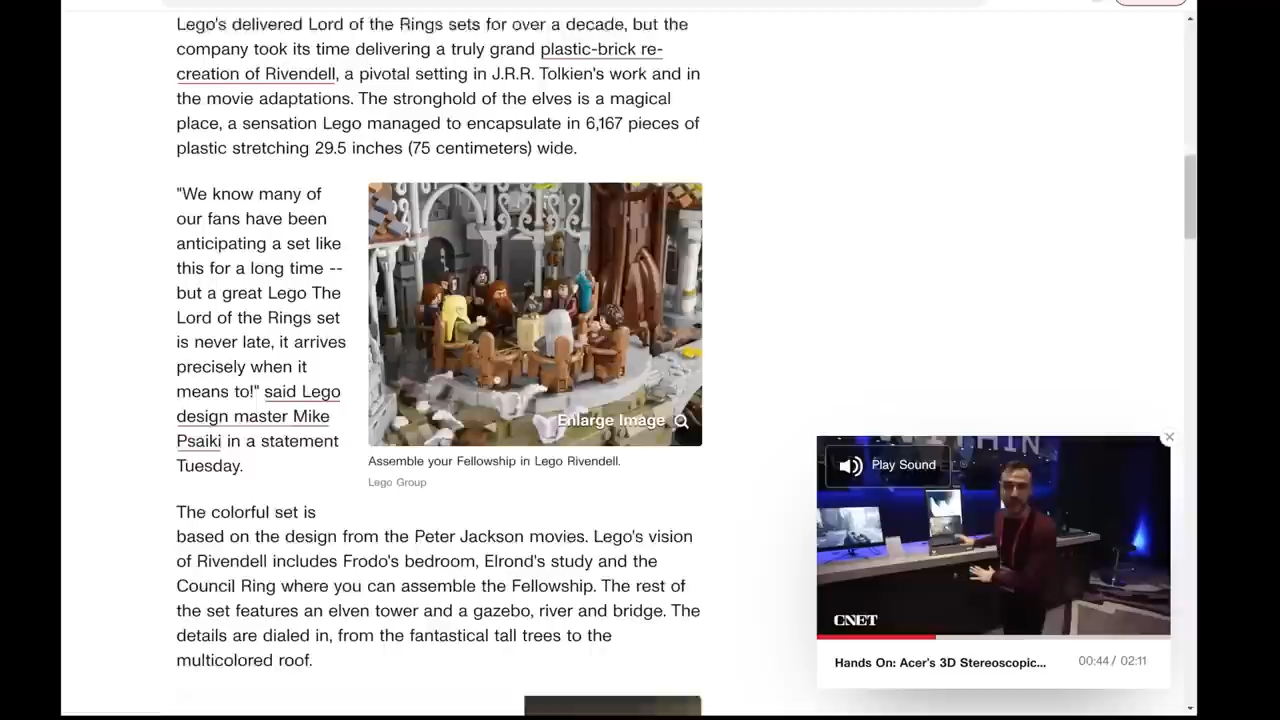 Lego's delivered Lord of the Rings sets for over a decade, but the
company took its time delivering a truly grand plastic-brick re-
creation of Rivendell, a pivotal setting in J.R.R. Tolkien's work and in
the movie adaptations. The stronghold of the elves is a magical
place, a sensation Lego managed to encapsulate in 6,167 pieces of
plastic stretching 29.5 inches (75 centimeters) wide.
"We know many of
our fans have been
anticipating a set like
this for a long time --
but a great Lego The
Lord of the Rings set
is never late, it arrives
precisely when it
means to!" said Lego
design master Mike
Psaiki in a statement
Tuesday.
Enlarge Image
Assemble your Fellowship in Lego Rivendell.
Lego Group
The colorful set is
based on the design from the Peter Jackson movies. Lego's vision
of Rivendell includes Frodo's bedroom, Elrond's study and the
Council Ring where you can assemble the Fellowship. The rest of
the set features an elven tower and a gazebo, river and bridge. The
details are dialed in, from the fantastical tall trees to the
multicolored roof.
WITHIN
Play Sound
CNET
Hands On: Acer's 3D Stereoscopic...
00:44 / 02:11